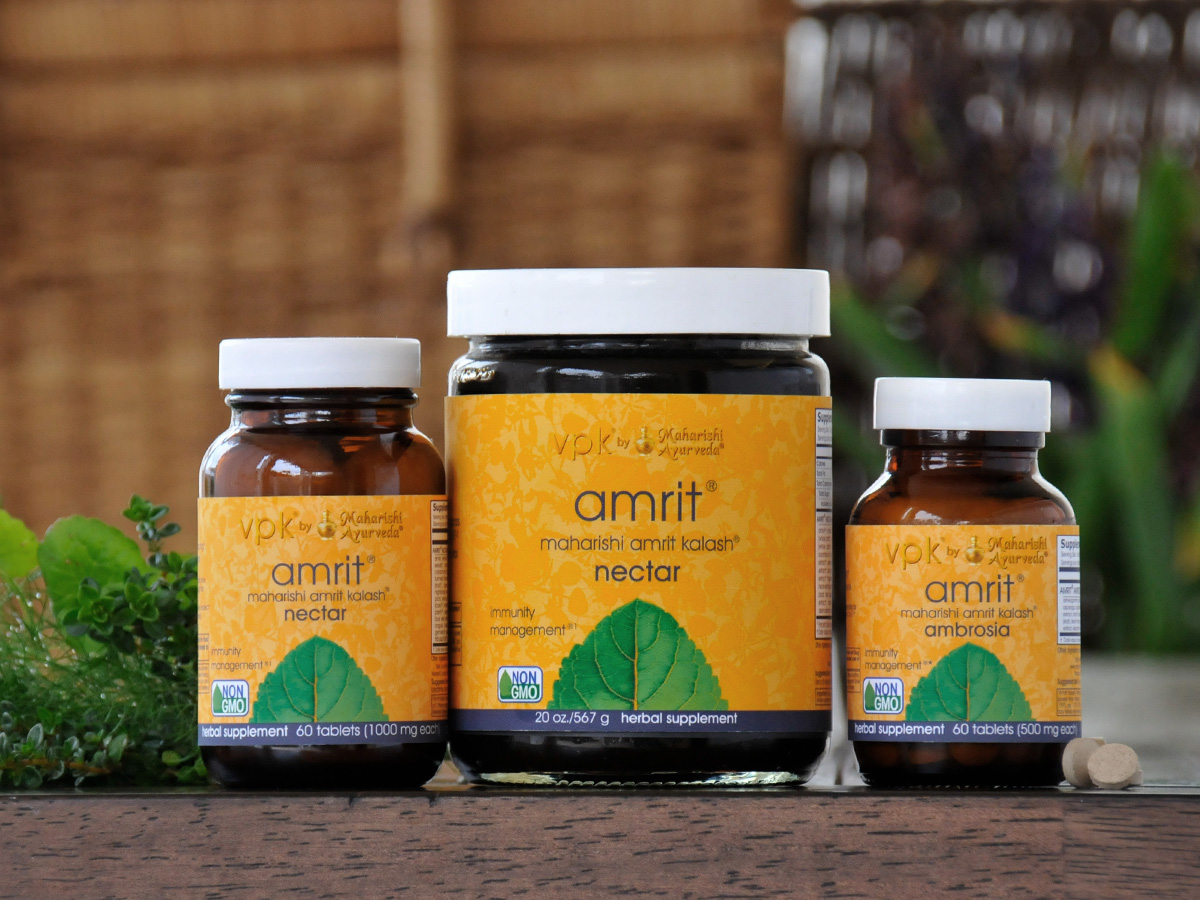 vpk® by Maharishi Ayurveda®
amrit®
maharishi amrit kalash®
nectar
immunity
management
NON
GMO
herbal supplement 60 tablets (1000 mg each)
vpk® by Maharishi Ayurveda®
amrit®
maharishi amrit kalash®
nectar
immunity
management
NON
GMO
20 oz./567 g herbal supplement
vpk® by Maharishi Ayurveda®
amrit®
maharishi amrit kalash®
ambrosia
immunity
management
NON
GMO
herbal supplement 60 tablets (500 mg each)